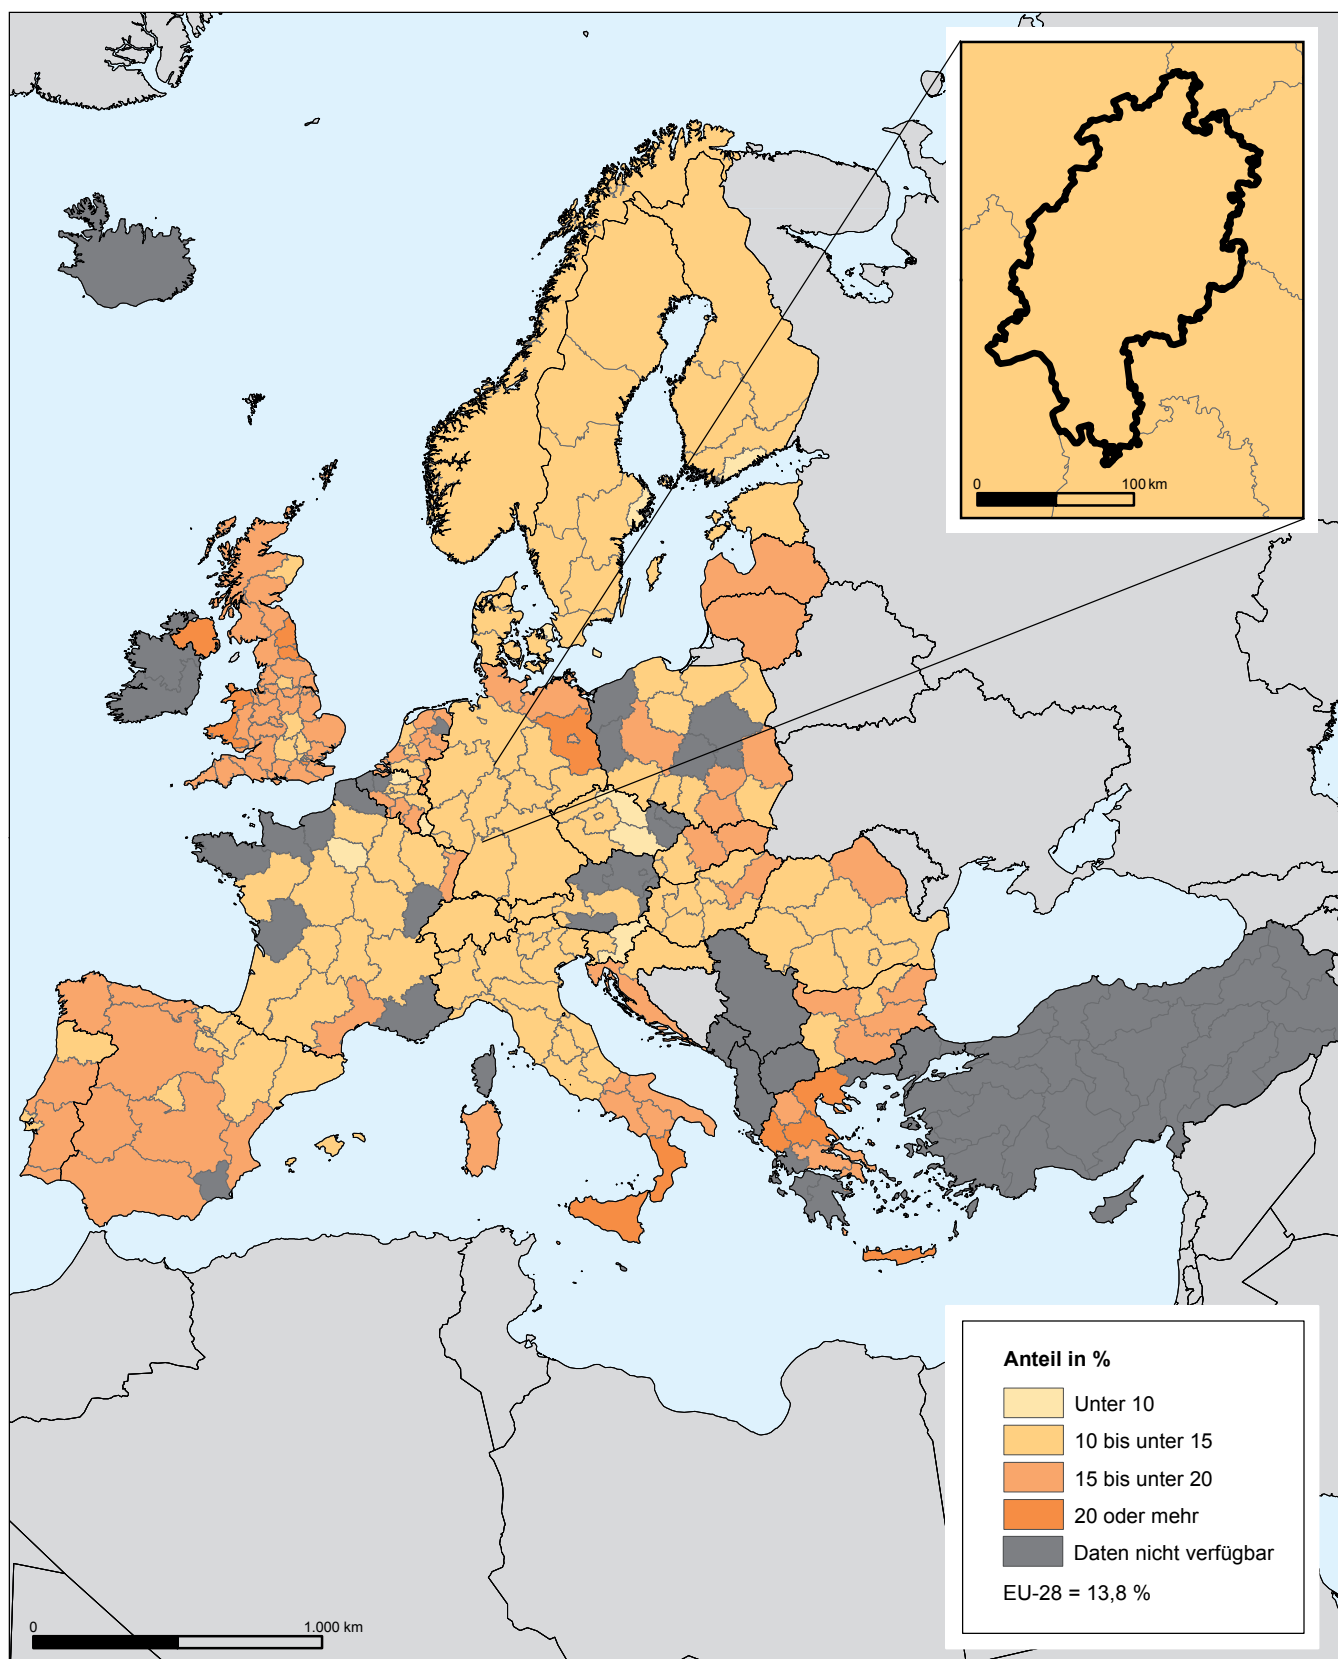 0 100 km
Anteil in %
Unter 10
10 bis unter 15
15 bis unter 20
20 oder mehr
Daten nicht verfügbar
EU-28 = 13,8 %
0 1.000 km